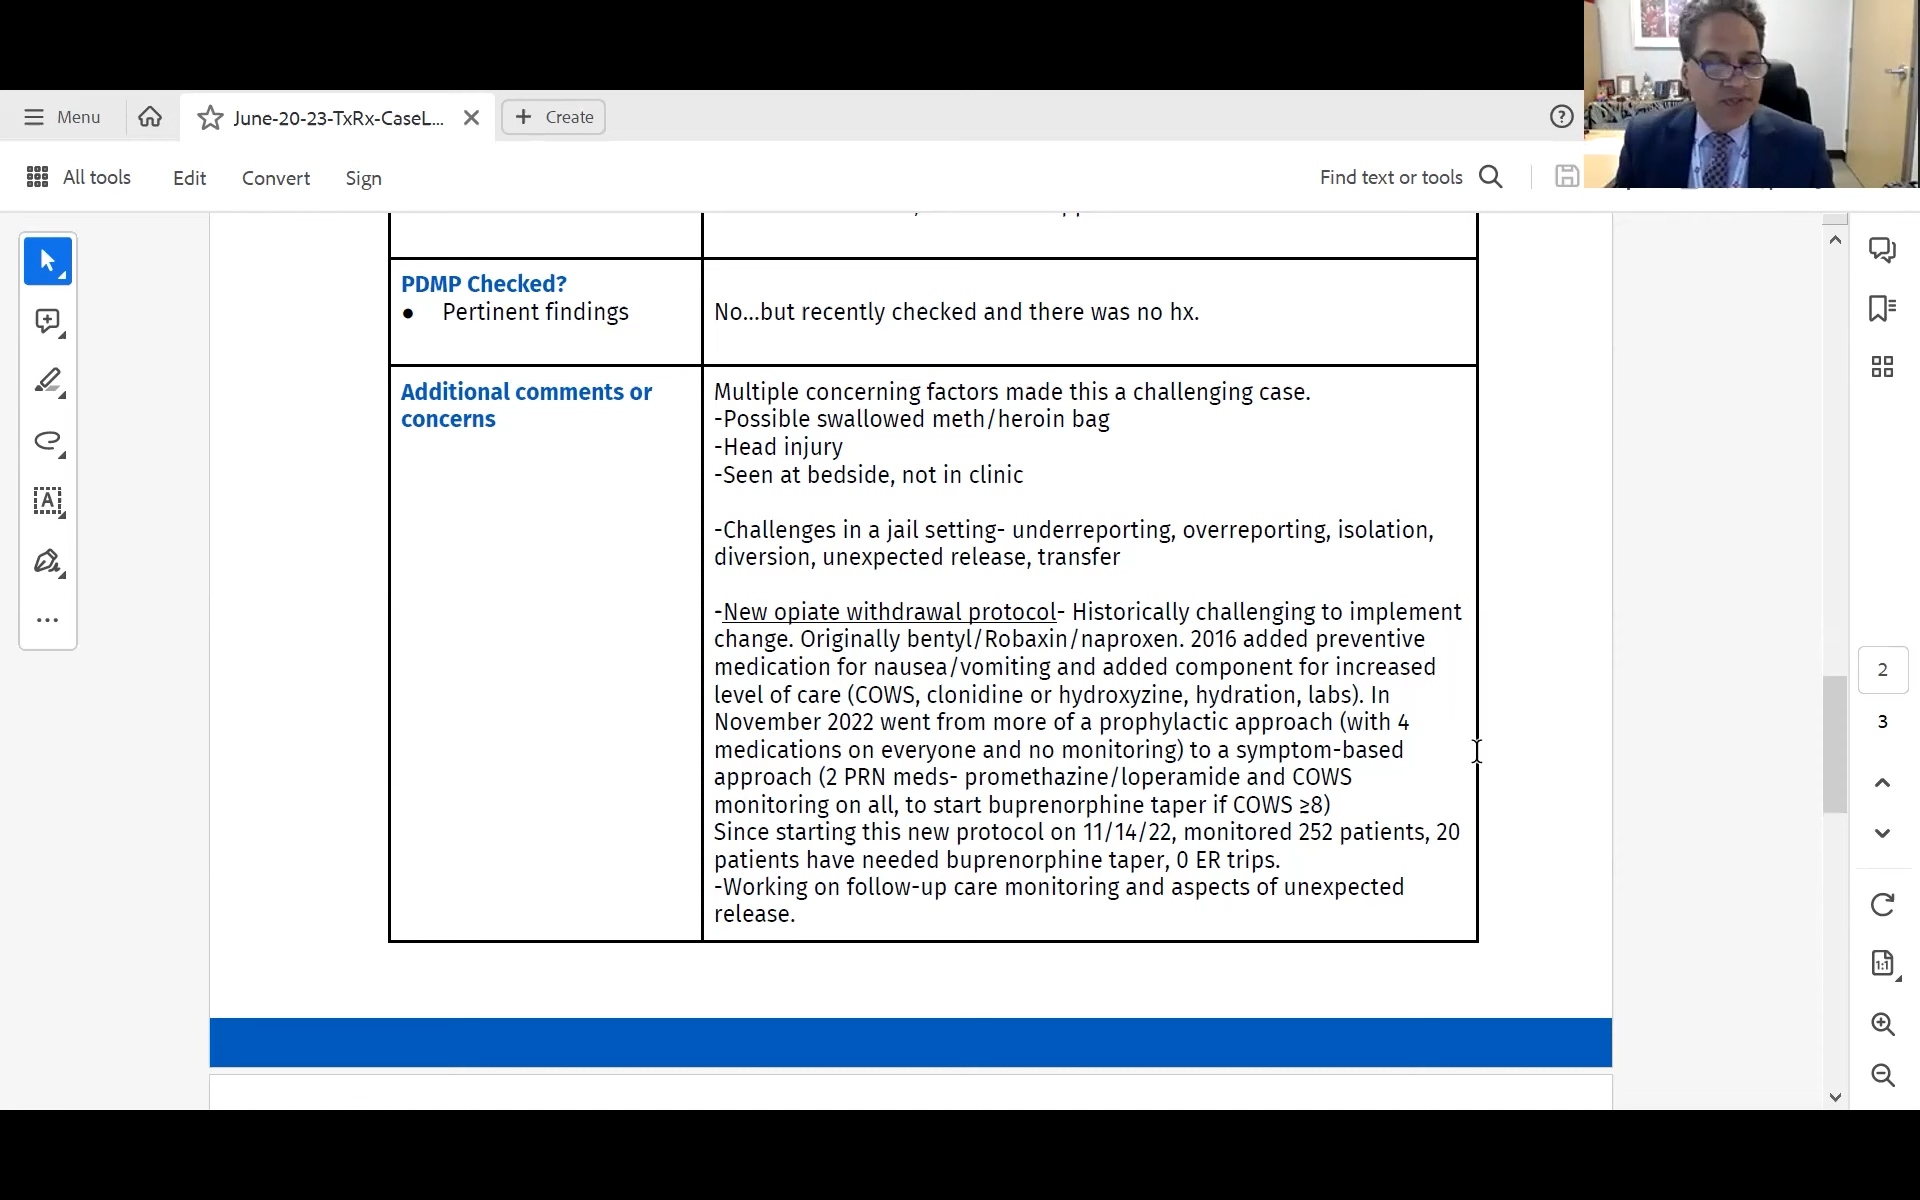 Menu
June-20-23-TxRx-CaseL...
Create
All tools
Edit
Convert
Sign
Find text or tools
PDMP Checked?
● Pertinent findings
No...but recently checked and there was no hx.
Additional comments or
concerns
Multiple concerning factors made this a challenging case.
-Possible swallowed meth/heroin bag
-Head injury
-Seen at bedside, not in clinic
-Challenges in a jail setting- underreporting, overreporting, isolation,
diversion, unexpected release, transfer
-New opiate withdrawal protocol- Historically challenging to implement
change. Originally bentyl/Robaxin/naproxen. 2016 added preventive
medication for nausea/vomiting and added component for increased
level of care (COWS, clonidine or hydroxyzine, hydration, labs). In
November 2022 went from more of a prophylactic approach (with 4
medications on everyone and no monitoring) to a symptom-based
approach (2 PRN meds- promethazine/loperamide and COWS
monitoring on all, to start buprenorphine taper if COWS ≥8)
Since starting this new protocol on 11/14/22, monitored 252 patients, 20
patients have needed buprenorphine taper, 0 ER trips.
-Working on follow-up care monitoring and aspects of unexpected
release.
2
3
1:1